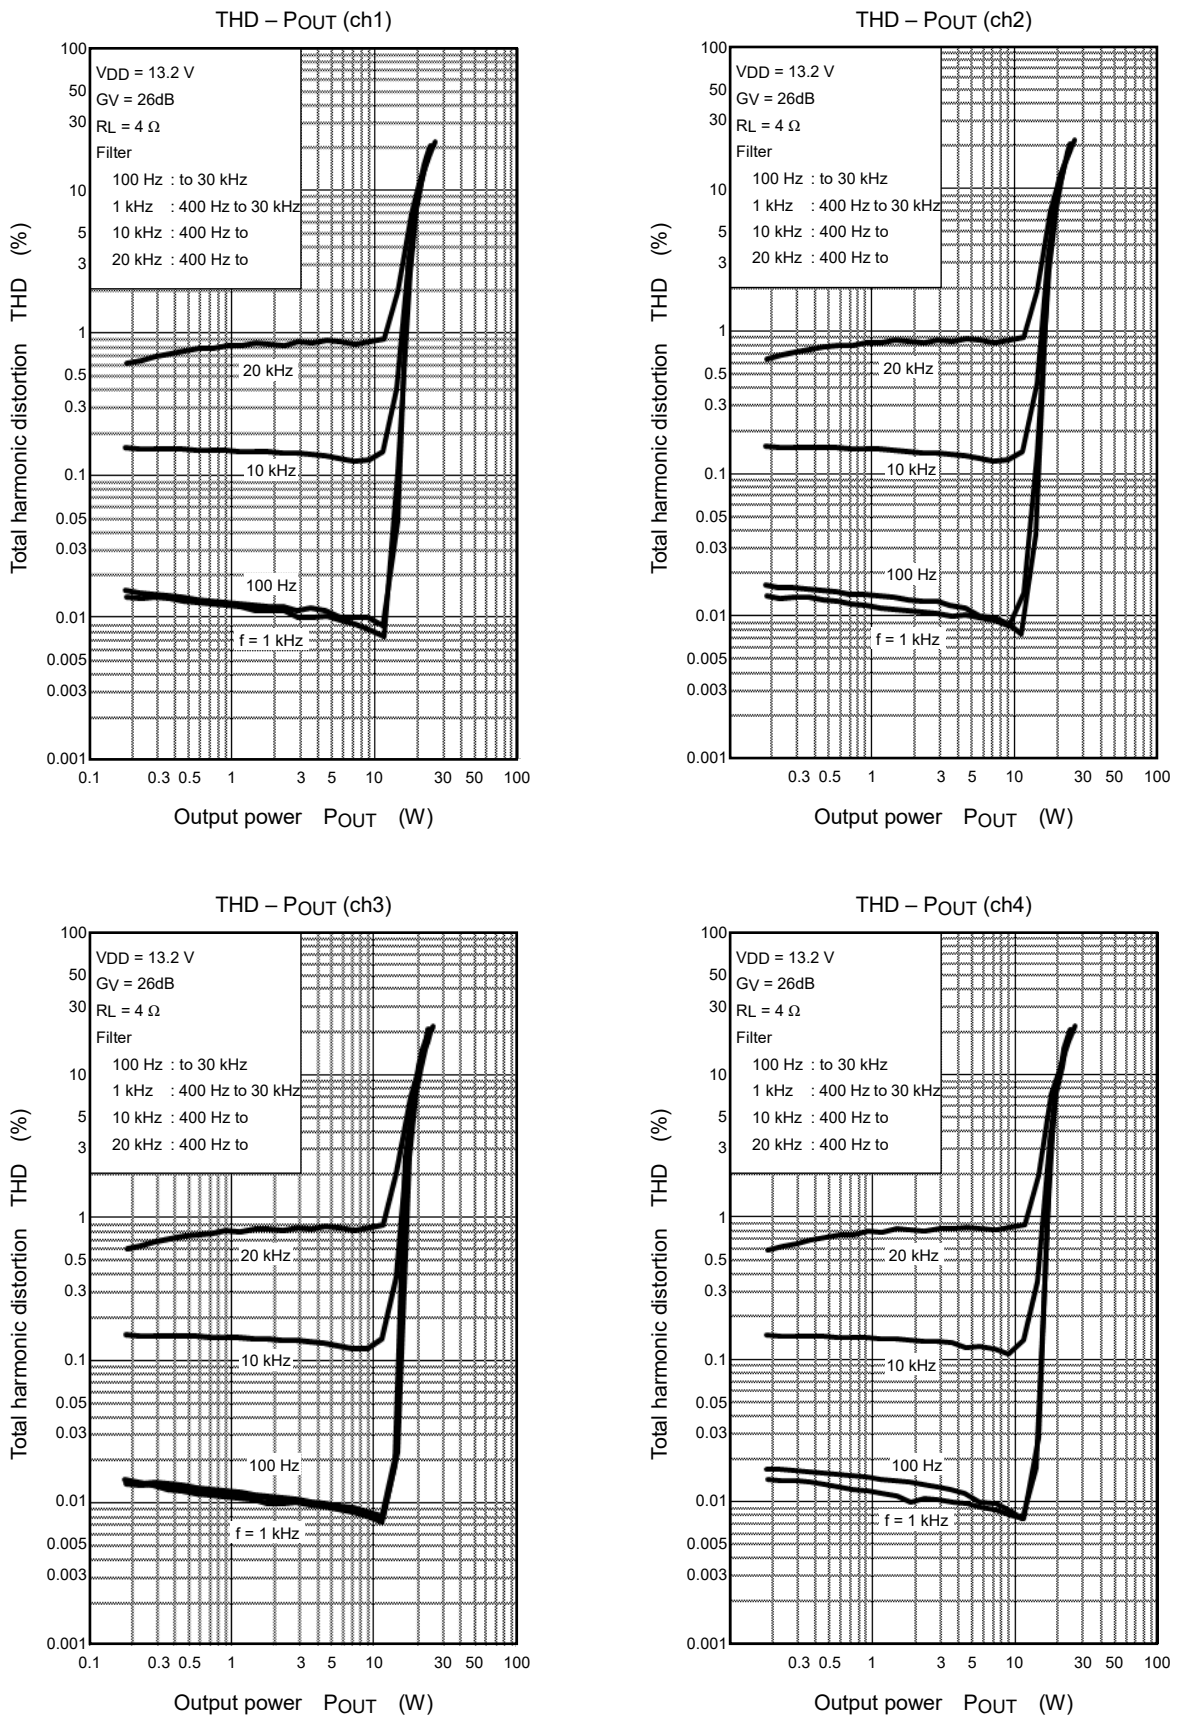 THD – POUT (ch1)
100
50
30
10
5
3
1
0.5
0.3
0.1
0.05
0.03
0.01
0.005
0.003
0.001
Total harmonic distortion THD (%)
VDD = 13.2 V
GV = 26dB
RL = 4 Ω
Filter
100 Hz : to 30 kHz
1 kHz : 400 Hz to 30 kHz
10 kHz : 400 Hz to
20 kHz : 400 Hz to
20 kHz
10 kHz
100 Hz
f = 1 kHz
0.1 0.3 0.5 1 3 5 10 30 50 100
Output power POUT (W)
THD – POUT (ch2)
100
50
30
10
5
3
1
0.5
0.3
0.1
0.05
0.03
0.01
0.005
0.003
0.001
Total harmonic distortion THD (%)
VDD = 13.2 V
GV = 26dB
RL = 4 Ω
Filter
100 Hz : to 30 kHz
1 kHz : 400 Hz to 30 kHz
10 kHz : 400 Hz to
20 kHz : 400 Hz to
20 kHz
10 kHz
100 Hz
f = 1 kHz
0.3 0.5 1 3 5 10 30 50 100
Output power POUT (W)
THD – POUT (ch3)
100
50
30
10
5
3
1
0.5
0.3
0.1
0.05
0.03
0.01
0.005
0.003
0.001
Total harmonic distortion THD (%)
VDD = 13.2 V
GV = 26dB
RL = 4 Ω
Filter
100 Hz : to 30 kHz
1 kHz : 400 Hz to 30 kHz
10 kHz : 400 Hz to
20 kHz : 400 Hz to
20 kHz
10 kHz
100 Hz
f = 1 kHz
0.1 0.3 0.5 1 3 5 10 30 50 100
Output power POUT (W)
THD – POUT (ch4)
100
50
30
10
5
3
1
0.5
0.3
0.1
0.05
0.03
0.01
0.005
0.003
0.001
Total harmonic distortion THD (%)
VDD = 13.2 V
GV = 26dB
RL = 4 Ω
Filter
100 Hz : to 30 kHz
1 kHz : 400 Hz to 30 kHz
10 kHz : 400 Hz to
20 kHz : 400 Hz to
20 kHz
10 kHz
100 Hz
f = 1 kHz
0.3 0.5 1 3 5 10 30 50 100
Output power POUT (W)